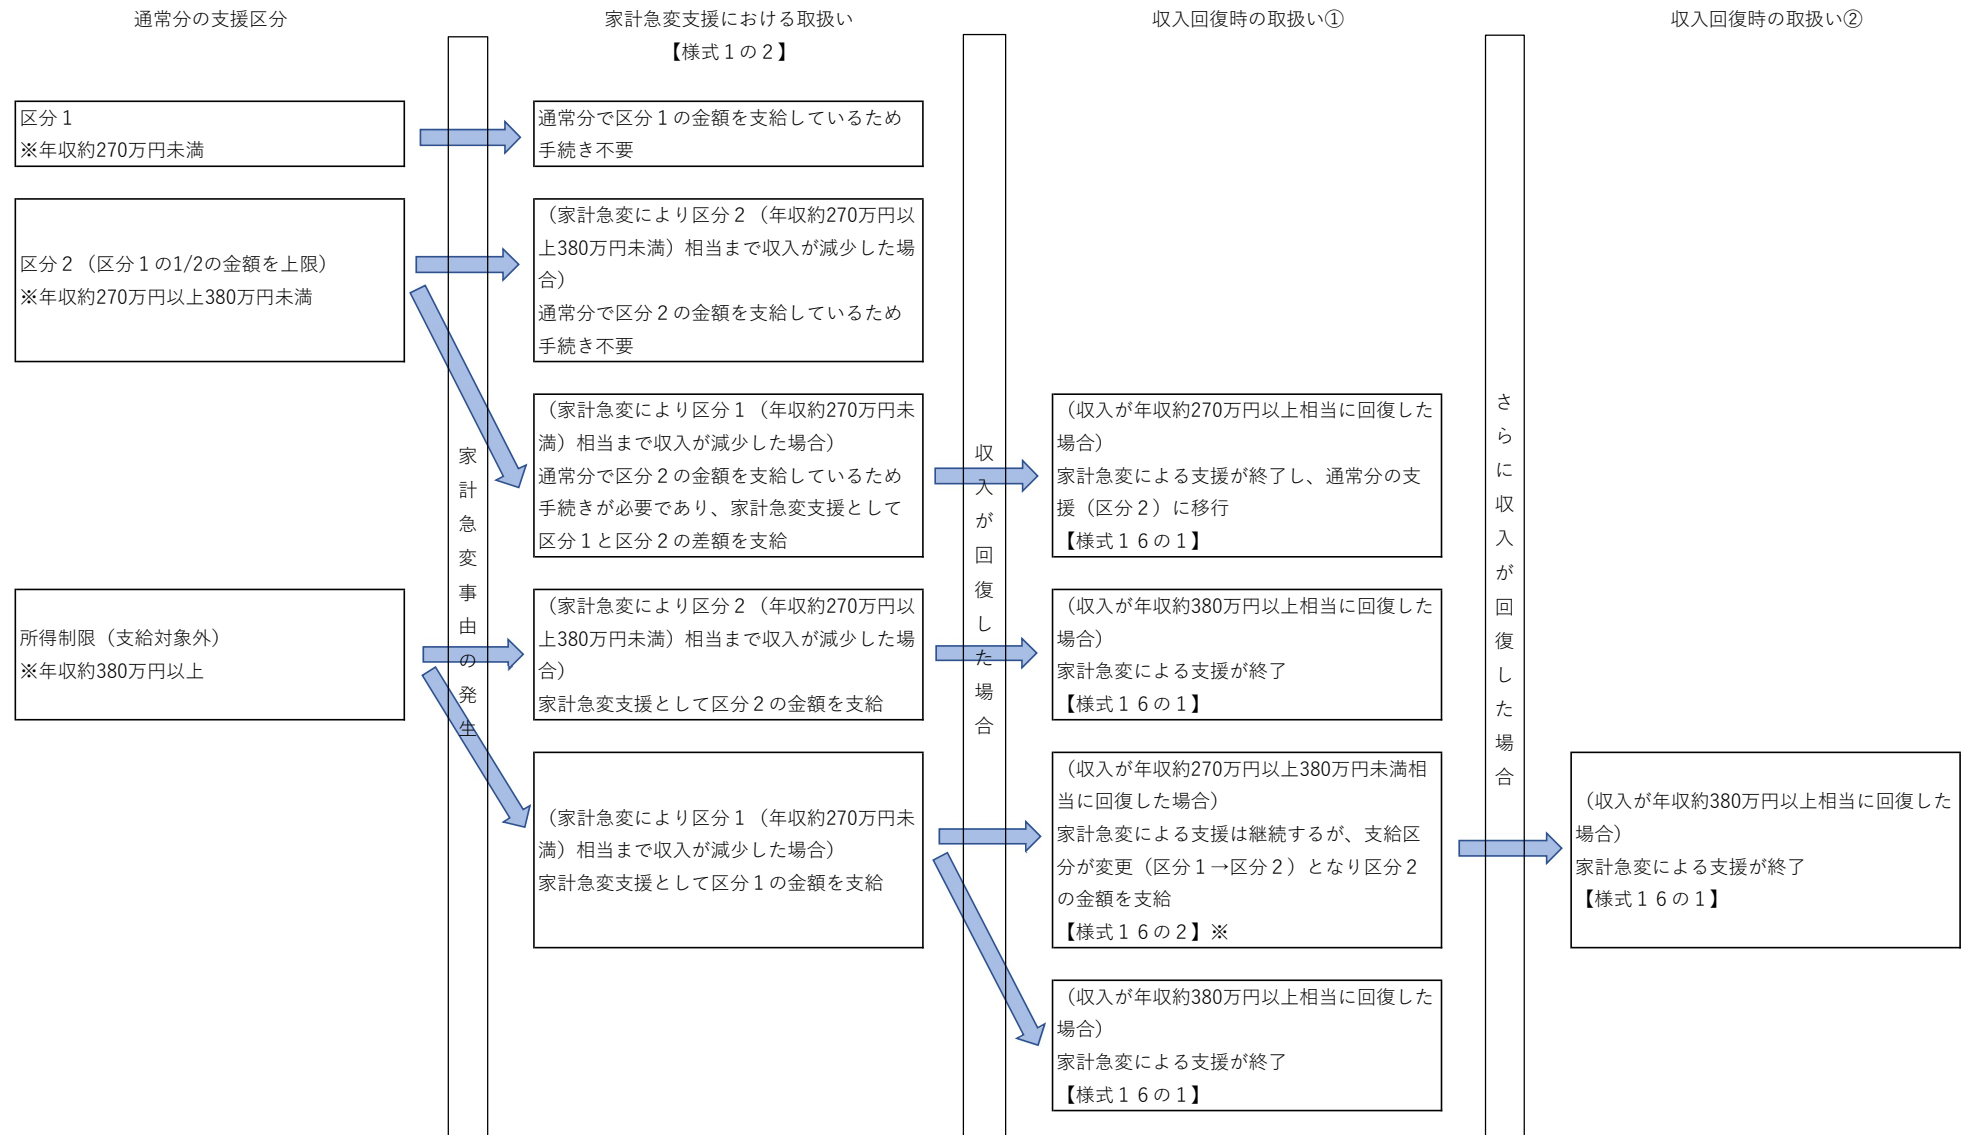 通常分の支援区分
家計急変支援における取扱い
【様式１の２】
収入回復時の取扱い①
収入回復時の取扱い②
区分１
※年収約270万円未満
通常分で区分１の金額を支給しているため
手続き不要
区分２（区分１の1/2の金額を上限）
※年収約270万円以上380万円未満
（家計急変により区分２（年収約270万円以
上380万円未満）相当まで収入が減少した場
合）
通常分で区分２の金額を支給しているため
手続き不要
（家計急変により区分１（年収約270万円未
満）相当まで収入が減少した場合）
通常分で区分２の金額を支給しているため
手続きが必要であり、家計急変支援として
区分１と区分２の差額を支給
（収入が年収約270万円以上相当に回復した
場合）
家計急変による支援が終了し、通常分の支
援（区分２）に移行
【様式１６の１】
所得制限（支給対象外）
※年収約380万円以上
（家計急変により区分２（年収約270万円以
上380万円未満）相当まで収入が減少した場
合）
家計急変支援として区分２の金額を支給
（収入が年収約380万円以上相当に回復した
場合）
家計急変による支援が終了
【様式１６の１】
（家計急変により区分１（年収約270万円未
満）相当まで収入が減少した場合）
家計急変支援として区分１の金額を支給
（収入が年収約270万円以上380万円未満相
当に回復した場合）
家計急変による支援は継続するが、支給区
分が変更（区分１→区分２）となり区分２
の金額を支給
【様式１６の２】※
（収入が年収約380万円以上相当に回復した
場合）
家計急変による支援が終了
【様式１６の１】
（収入が年収約380万円以上相当に回復した
場合）
家計急変による支援が終了
【様式１６の１】
家計急変事由の発生
収入が回復した場合
さらに収入が回復した場合